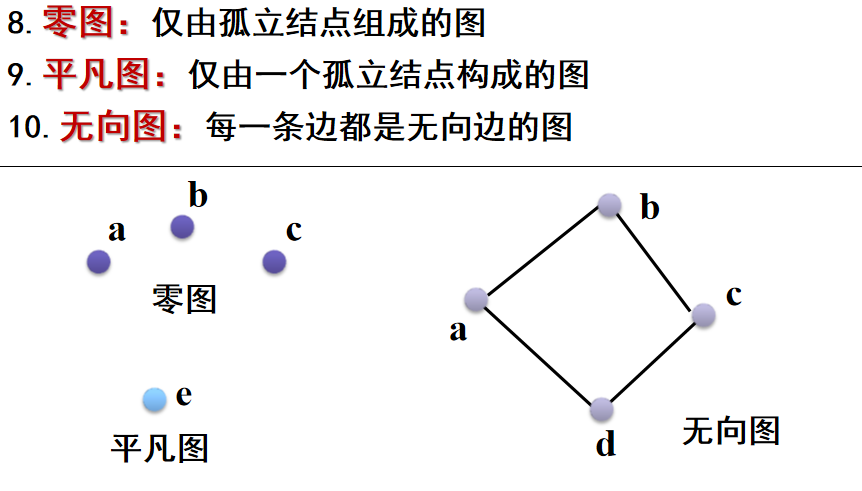 8. 零图：仅由孤立结点组成的图
9. 平凡图：仅由一个孤立结点构成的图
10. 无向图：每一条边都是无向边的图
a
b
c
零图
e
平凡图
b
a
c
d
无向图